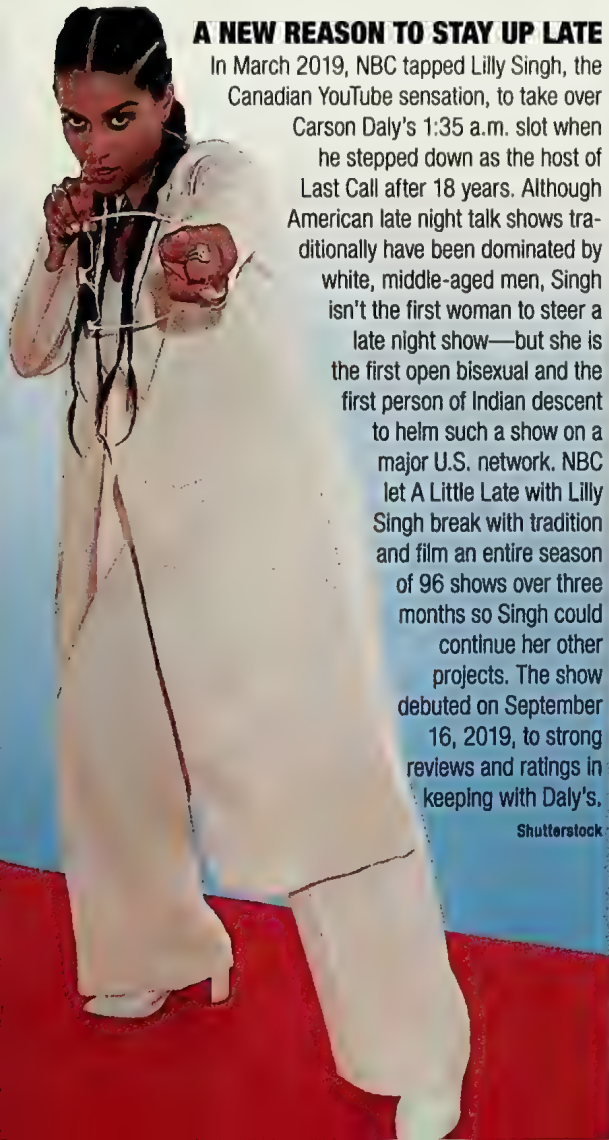 A NEW REASON TO STAY UP LATE
In March 2019, NBC tapped Lilly Singh, the
Canadian YouTube sensation, to take over
Carson Daly's 1:35 a.m. slot when
he stepped down as the host of
Last Call after 18 years. Although
American late night talk shows tra-
ditionally have been dominated by
white, middle-aged men, Singh
isn't the first woman to steer a
late night show—but she is
the first open bisexual and the
first person of Indian descent
to helm such a show on a
major U.S. network. NBC
let A Little Late with Lilly
Singh break with tradition
and film an entire season
of 96 shows over three
months so Singh could
continue her other
projects. The show
debuted on September
16, 2019, to strong
reviews and ratings in
keeping with Daly's.
Shutterstock